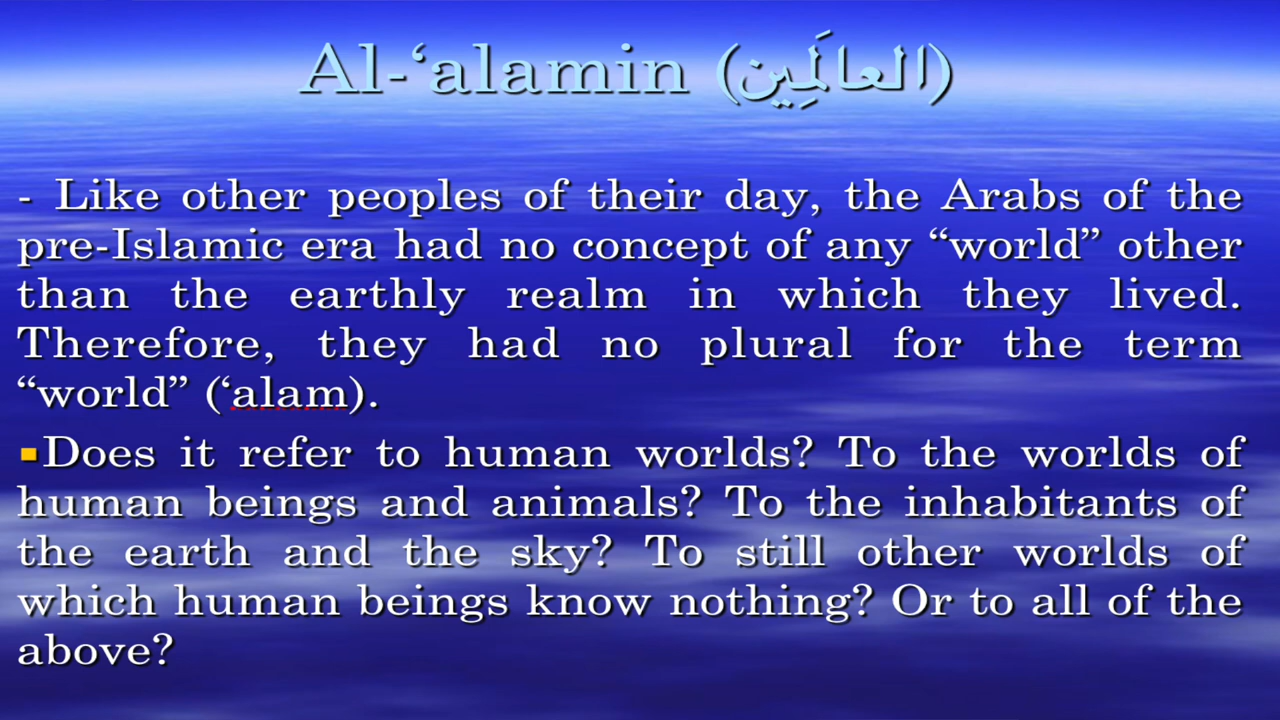 Al-‘alamin (العالَمِين)
- Like other peoples of their day, the Arabs of the
pre-Islamic era had no concept of any “world” other
than the earthly realm in which they lived.
Therefore, they had no plural for the term
“world” (‘alam).
▪Does it refer to human worlds? To the worlds of
human beings and animals? To the inhabitants of
the earth and the sky? To still other worlds of
which human beings know nothing? Or to all of the
above?